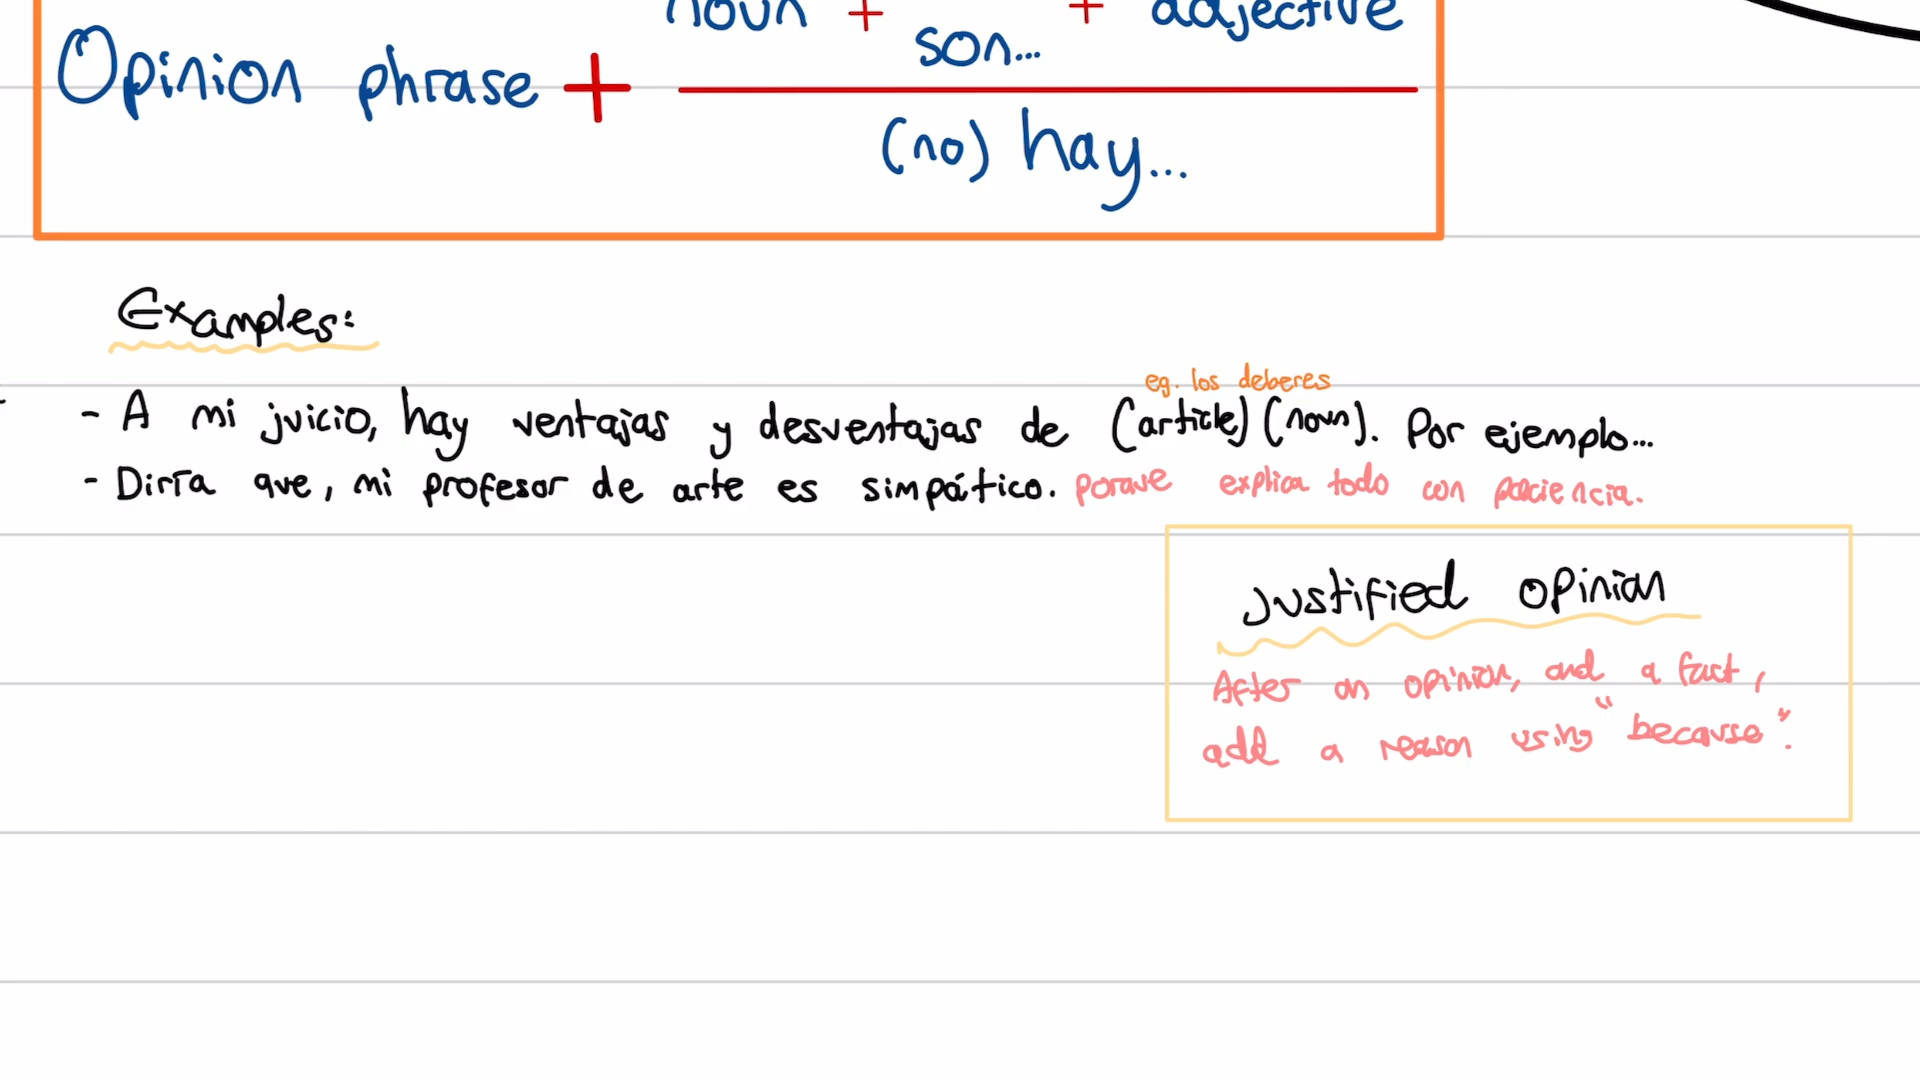 noun + + adjective
son...
Opinion phrase +
(no) hay...
Examples:
eg. los deberes
- A mi juicio, hay ventajas y desventajas de (article) (noun). Por ejemplo...
- Diría que, mi profesor de arte es simpático. porque explica todo con paciencia.
Justified opinion
After an opinion, and a fact,
add a reason using "because".